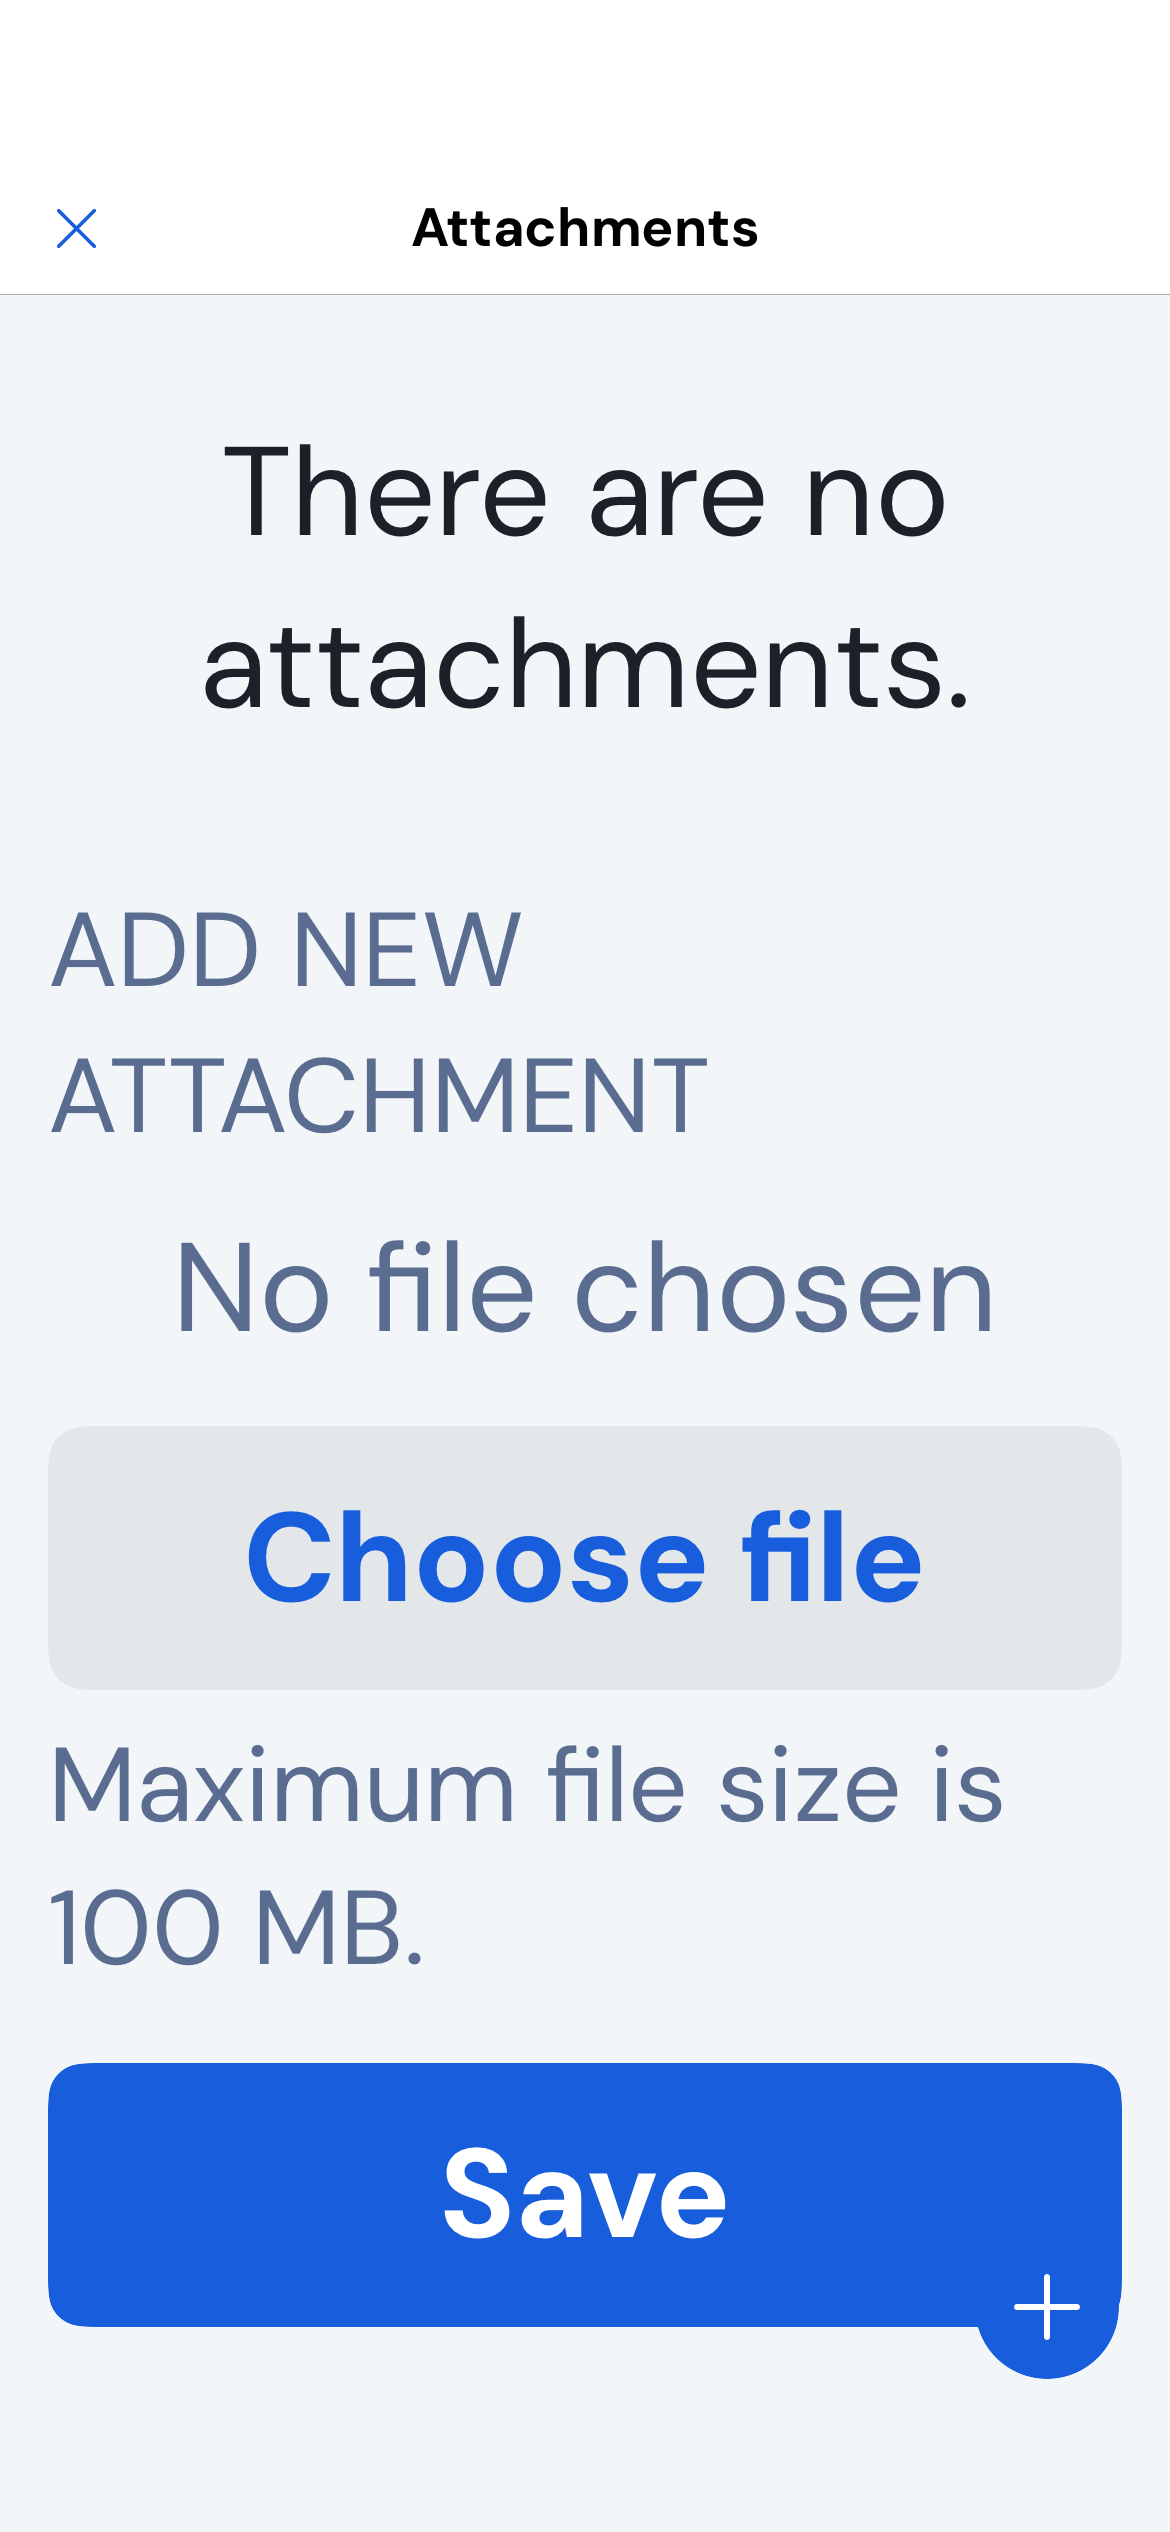 Attachments
There are no
attachments.
ADD NEW
ATTACHMENT
No file chosen
Choose file
Maximum file size is
100 MB.
Save